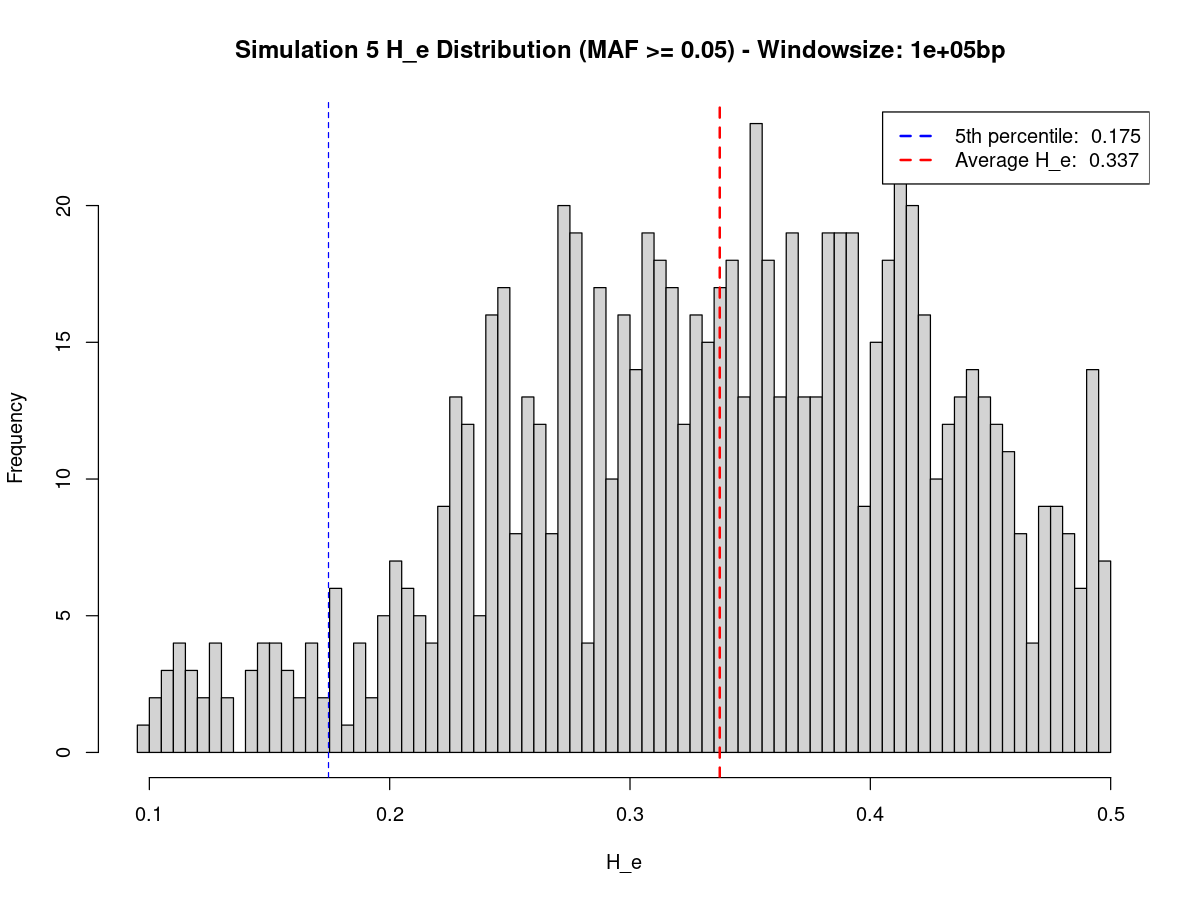 Simulation 5 H_e Distribution (MAF >= 0.05) - Windowsize: 1e+05bp
5th percentile: 0.175
Average H_e: 0.337
Frequency
20
15
10
5
0
0.1 0.2 0.3 0.4 0.5
H_e